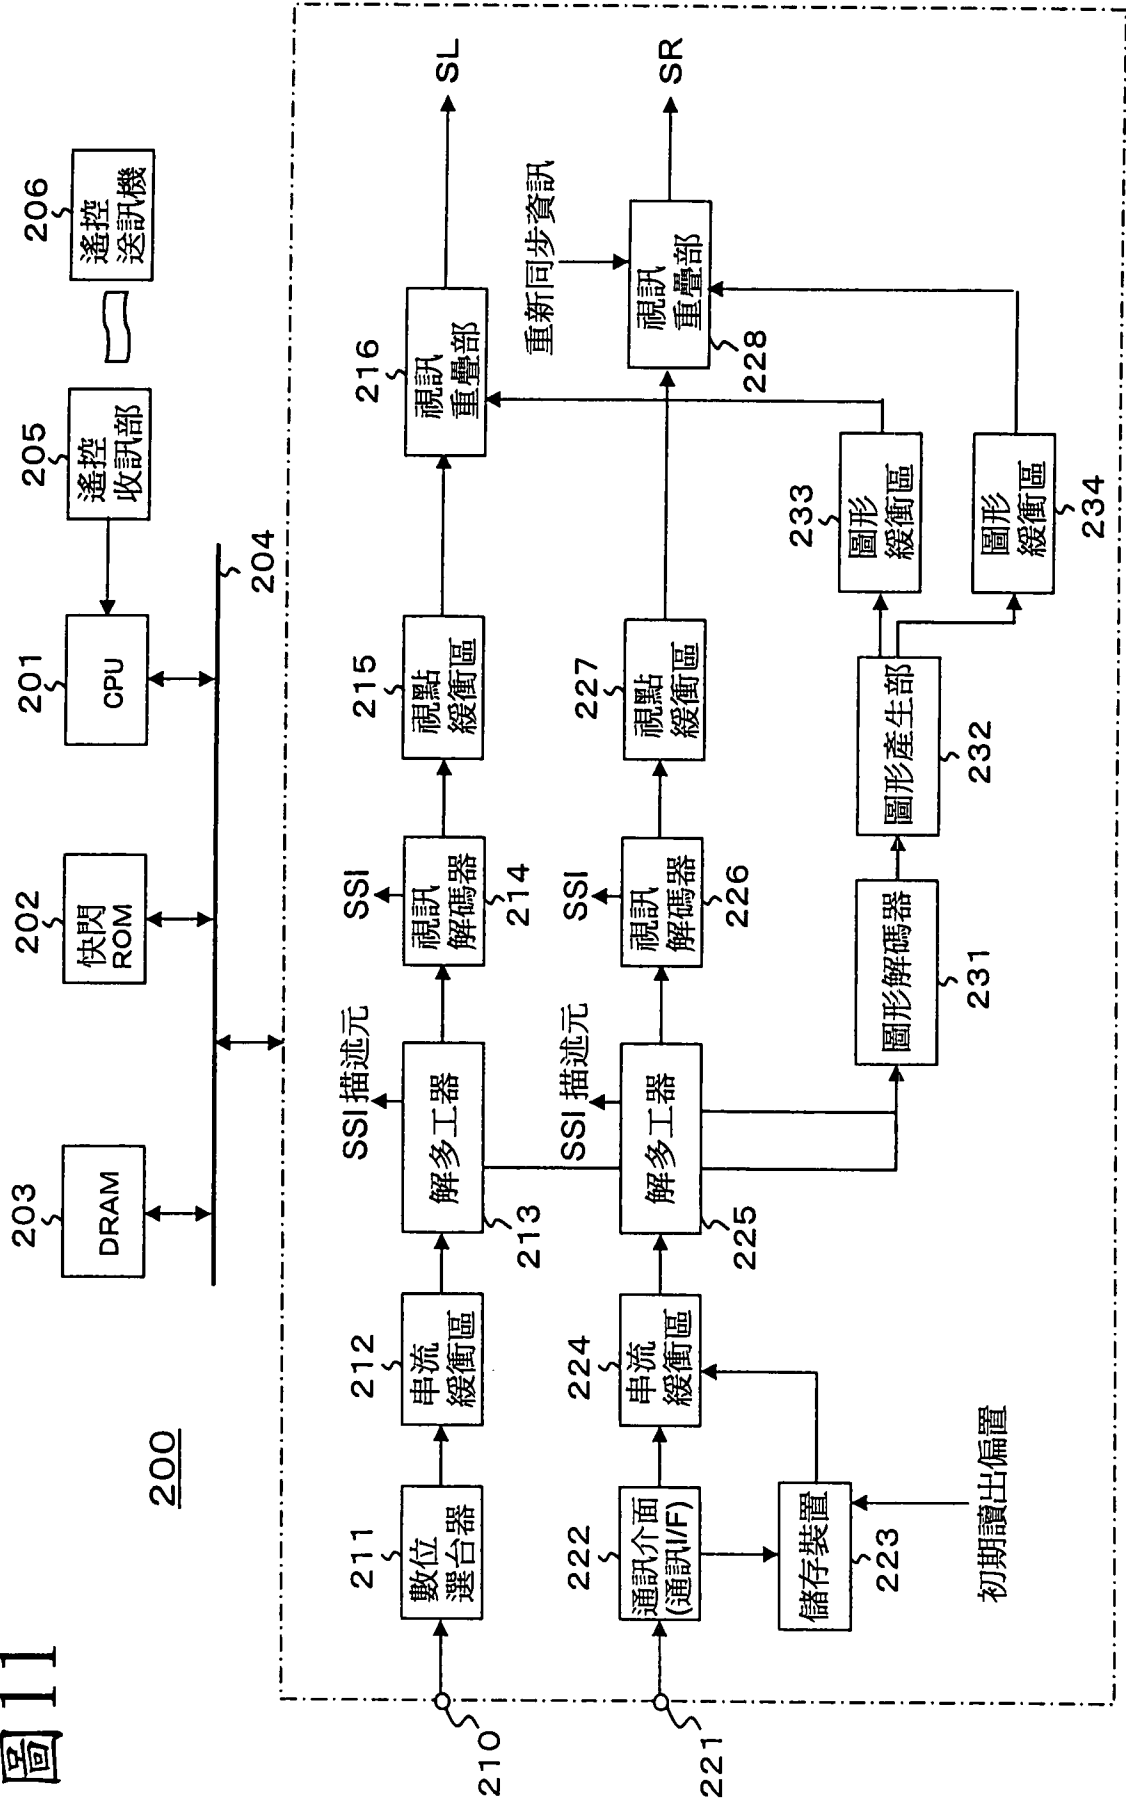 圖11
200
203
DRAM
202
快閃
ROM
201
CPU
205
遙控
收訊部
206
遙控
送訊機
204
210
211
數位
選台器
212
串流
緩衝區
213
解多工器
SSI 描述元
214
視訊
解碼器
SSI
215
視點
緩衝區
216
視訊
重疊部
SL
221
222
通訊介面
(通訊I/F)
223
儲存裝置
初期讀出偏置
224
串流
緩衝區
225
解多工器
SSI 描述元
226
視訊
解碼器
SSI
227
視點
緩衝區
228
視訊
重疊部
重新同步資訊
SR
231
圖形解碼器
232
圖形產生部
233
圖形
緩衝區
234
圖形
緩衝區